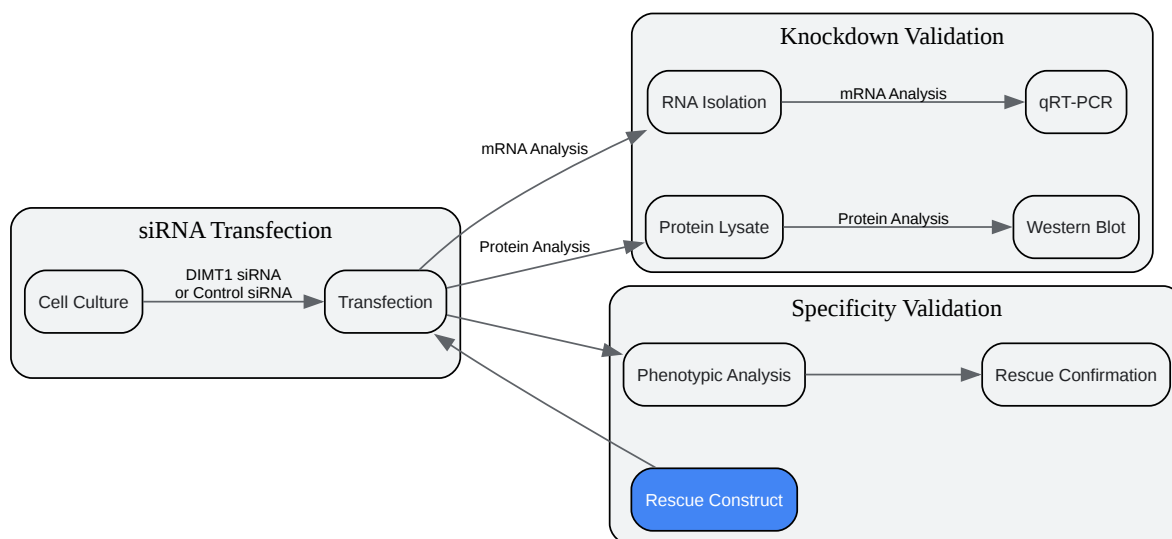 Knockdown Validation
RNA Isolation
mRNA Analysis
qRT-PCR
mRNA Analysis
Protein Lysate
Protein Analysis
Western Blot
siRNA Transfection
Protein Analysis
Cell Culture
DIMT1 siRNA
or Control siRNA
Transfection
Specificity Validation
Phenotypic Analysis
Rescue Confirmation
Rescue Construct